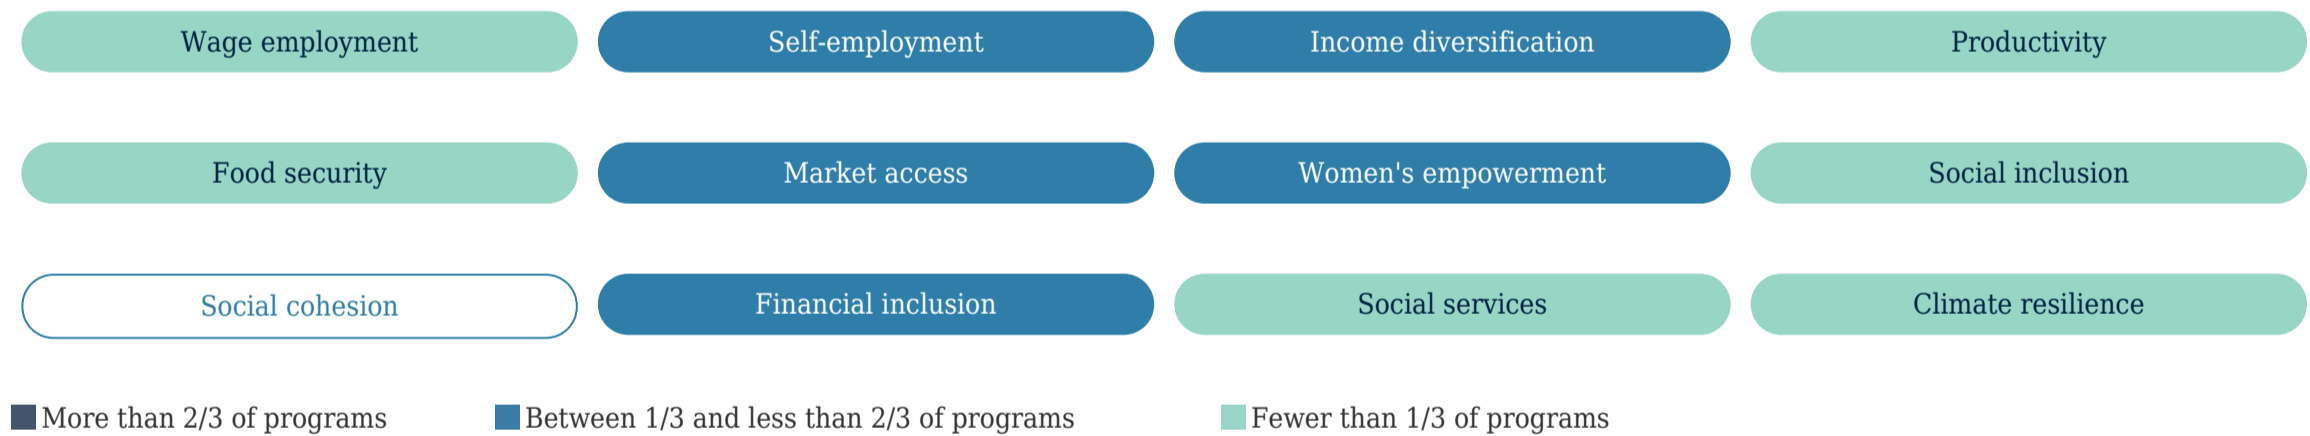 Wage employment
Self-employment
Income diversification
Productivity
Food security
Market access
Women's empowerment
Social inclusion
Social cohesion
Financial inclusion
Social services
Climate resilience
More than 2/3 of programs
Between 1/3 and less than 2/3 of programs
Fewer than 1/3 of programs